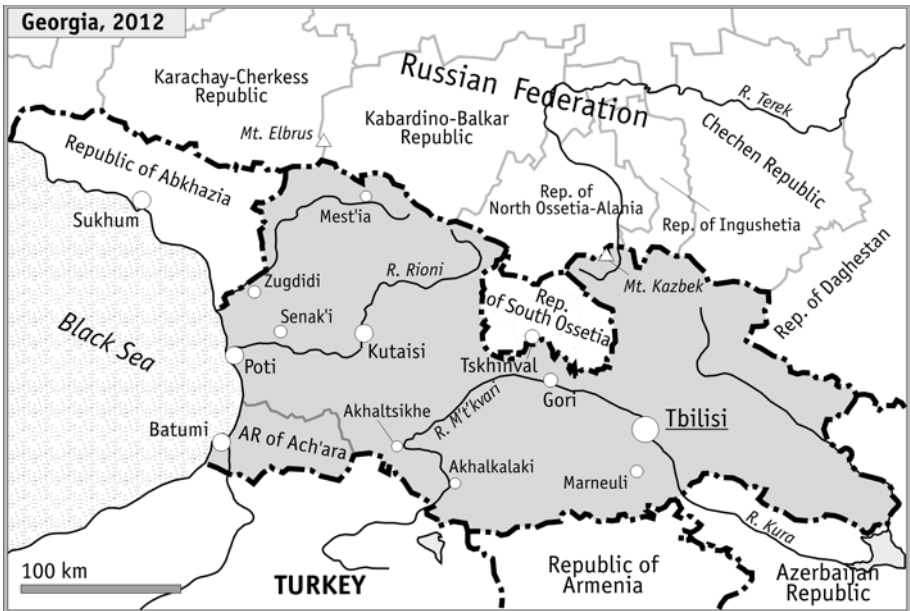 Georgia, 2012
Karachay-Cherkess
Republic
Russian Federation
R. Terek
Mt. Elbrus
Kabardino-Balkar
Republic
Chechen Republic
Republic of Abkhazia
Rep. of
North Ossetia-Alania
Rep. of Ingushetia
Sukhum
Mest'ia
Rep. of Daghestan
R. Rioni
Mt. Kazbek
Zugdidi
Rep.
of South Ossetia
Senak'i
Black Sea
Kutaisi
Poti
Tskhinval
Gori
R. M't'kvari
Akhaltsikhe
Tbilisi
Batumi
AR of Ach'ara
Akhalkalaki
Marneuli
R. Kura
100 km
TURKEY
Republic of
Armenia
Azerbaijan
Republic